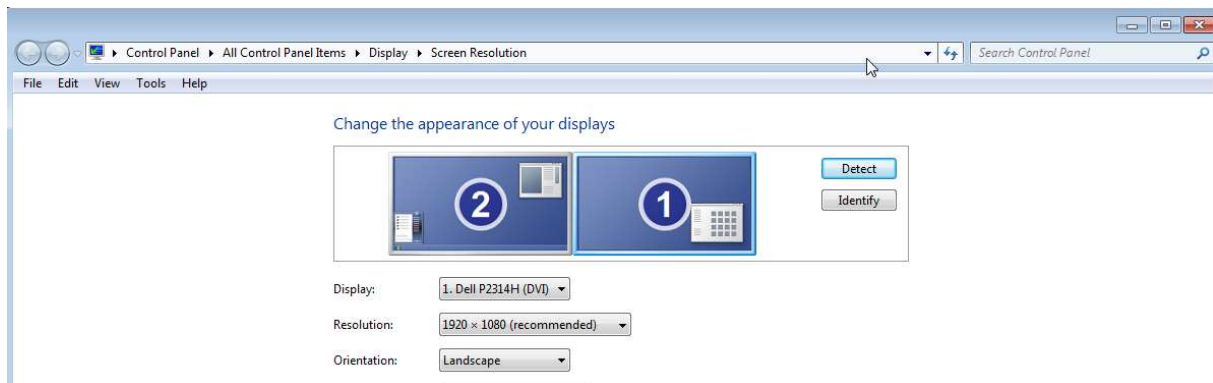 Control Panel ▸ All Control Panel Items ▸ Display ▸ Screen Resolution Search Control Panel
File Edit View Tools Help
Change the appearance of your displays
2 1
Detect
Identify
Display: 1. Dell P2314H (DVI)
Resolution: 1920 × 1080 (recommended)
Orientation: Landscape